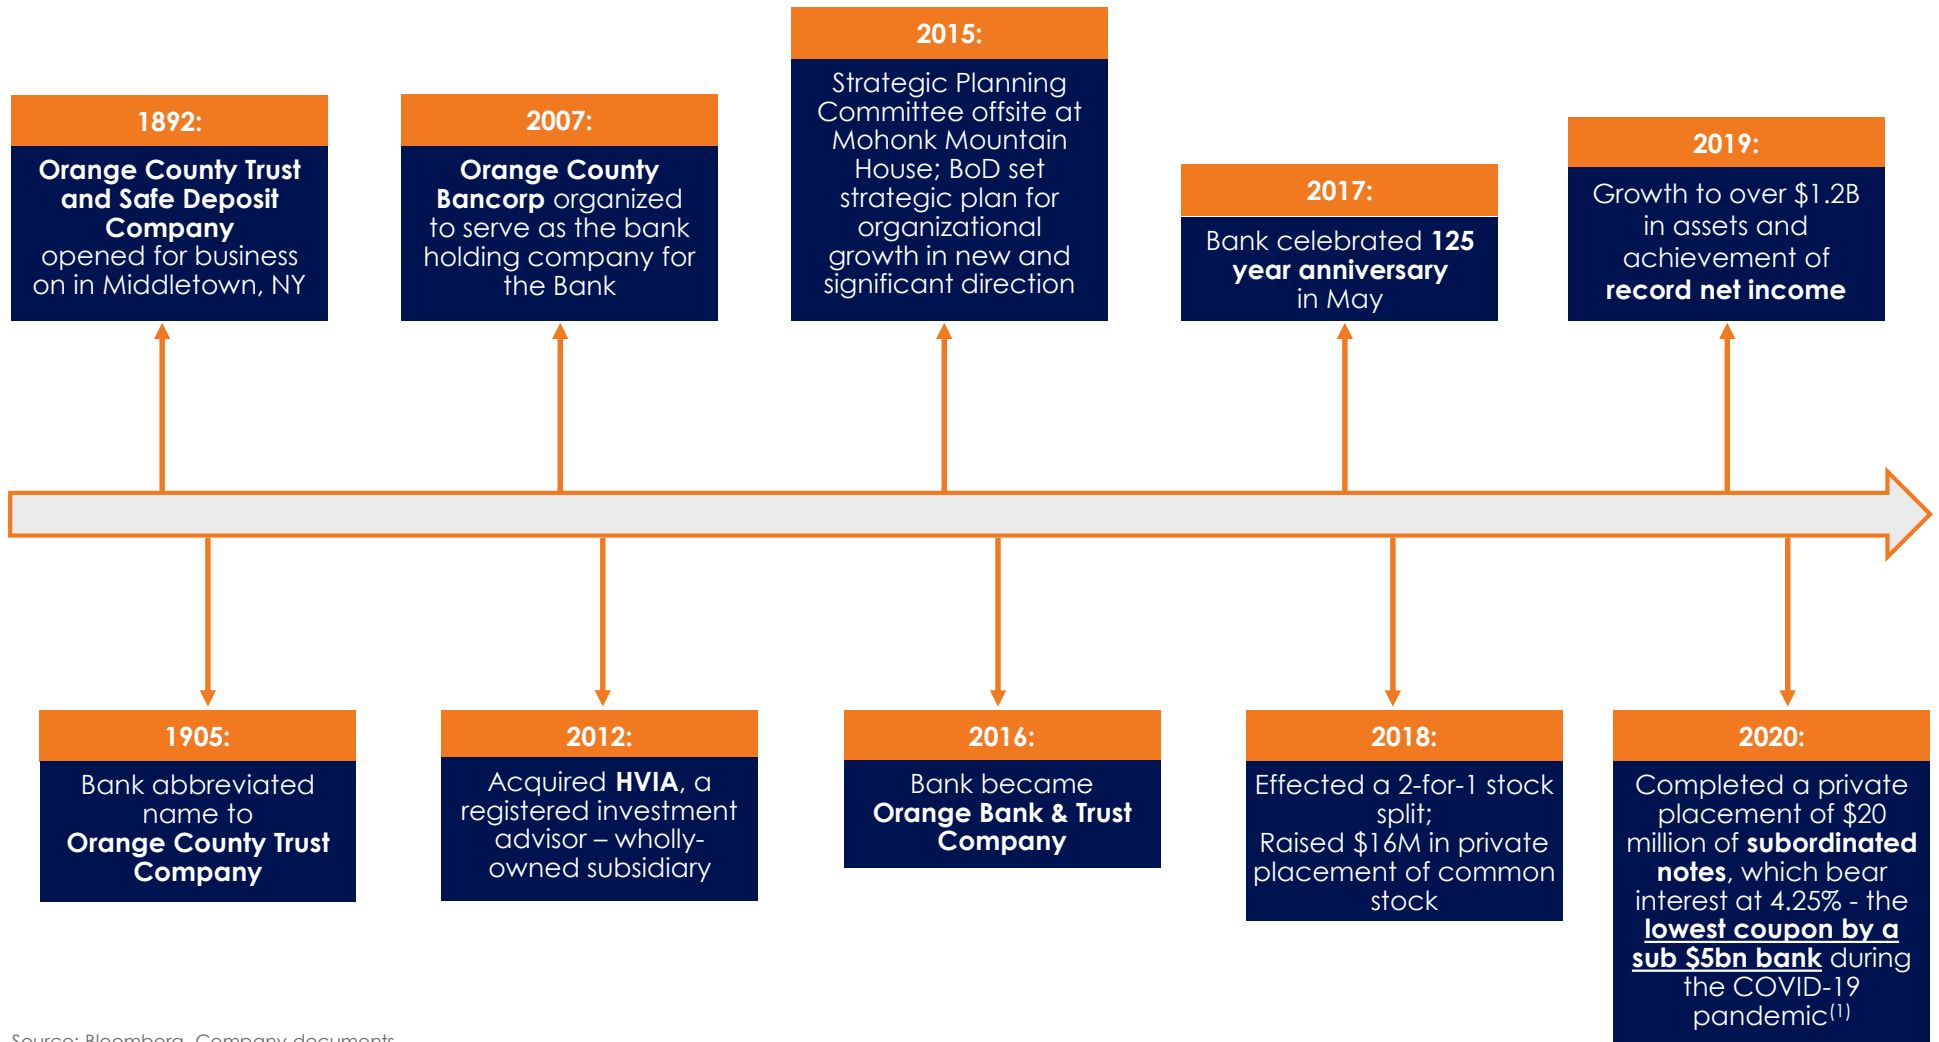 1892:
Orange County Trust
and Safe Deposit
Company
opened for business
on in Middletown, NY
2007:
Orange County
Bancorp organized
to serve as the bank
holding company for
the Bank
2015:
Strategic Planning
Committee offsite at
Mohonk Mountain
House; BoD set
strategic plan for
organizational
growth in new and
significant direction
2017:
Bank celebrated 125
year anniversary
in May
2019:
Growth to over $1.2B
in assets and
achievement of
record net income
1905:
Bank abbreviated
name to
Orange County Trust
Company
2012:
Acquired HVIA, a
registered investment
advisor – wholly-
owned subsidiary
2016:
Bank became
Orange Bank & Trust
Company
2018:
Effected a 2-for-1 stock
split;
Raised $16M in private
placement of common
stock
2020:
Completed a private
placement of $20
million of subordinated
notes, which bear
interest at 4.25% - the
lowest coupon by a
sub $5bn bank during
the COVID-19
pandemic(1)
Source: Bloomberg, Company documents